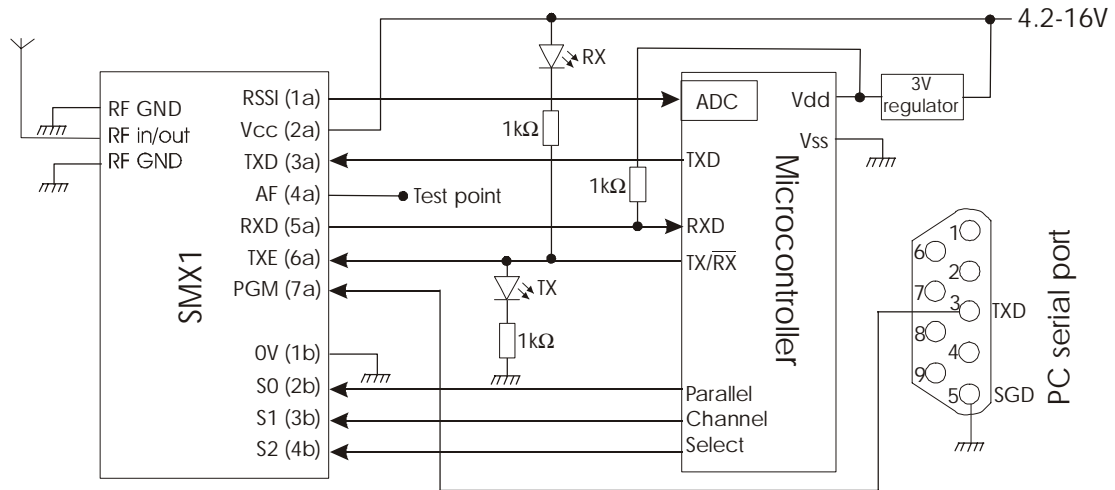 4.2-16V
RX
1kΩ
RF GND
RF in/out
RF GND
SMX1
RSSI (1a)
Vcc (2a)
TXD (3a)
AF (4a)
RXD (5a)
TXE (6a)
PGM (7a)
0V (1b)
S0 (2b)
S1 (3b)
S2 (4b)
Test point
1kΩ
TX
1kΩ
ADC
Vdd
Vss
TXD
RXD
TX/RX
Parallel
Channel
Select
Microcontroller
3V
regulator
1
6
2
7
3
TXD
8
4
9
5
SGD
PC serial port